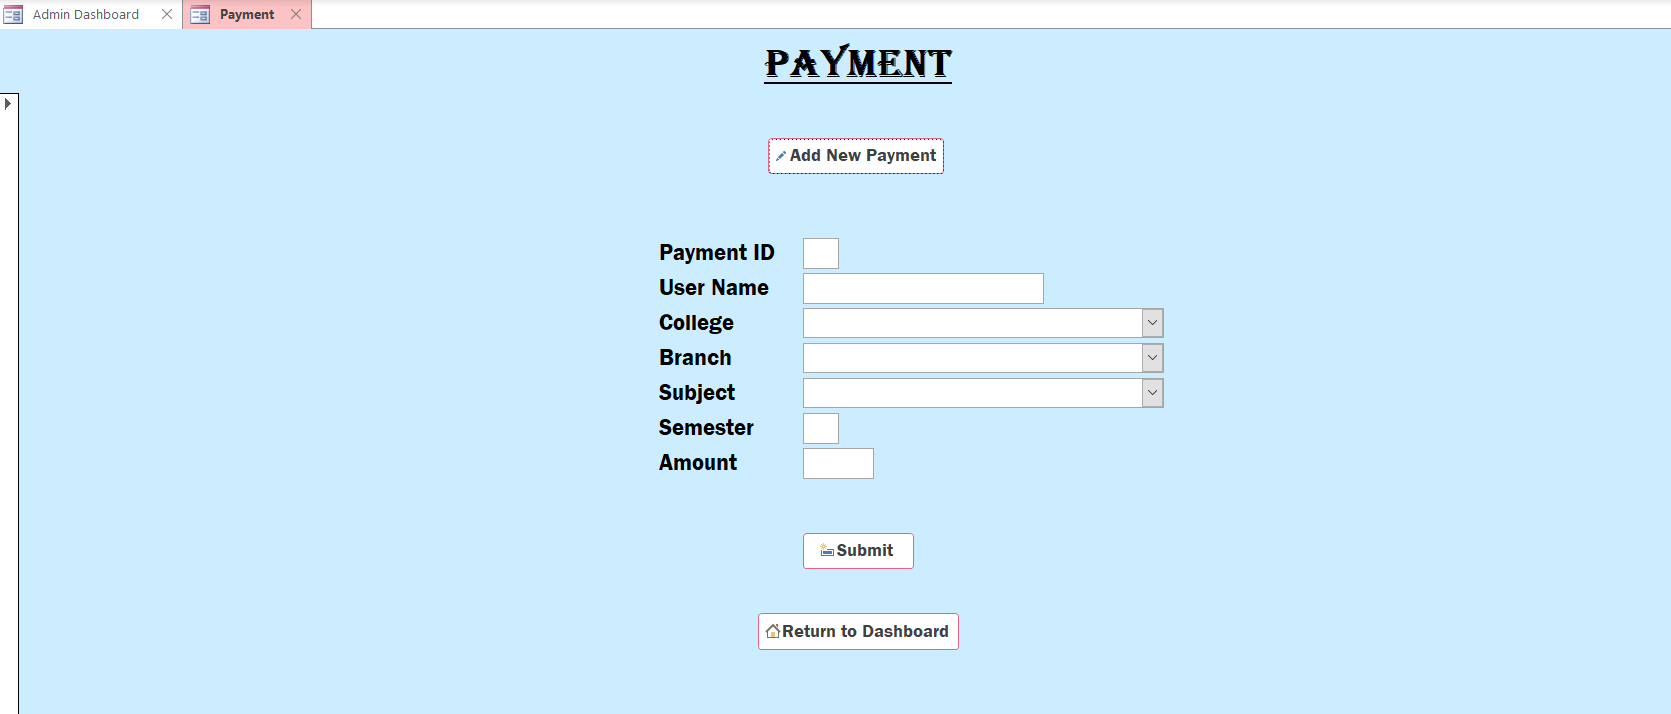 Admin Dashboard
Payment
PAYMENT
Add New Payment
Payment ID
User Name
College
Branch
Subject
Semester
Amount
Submit
Return to Dashboard